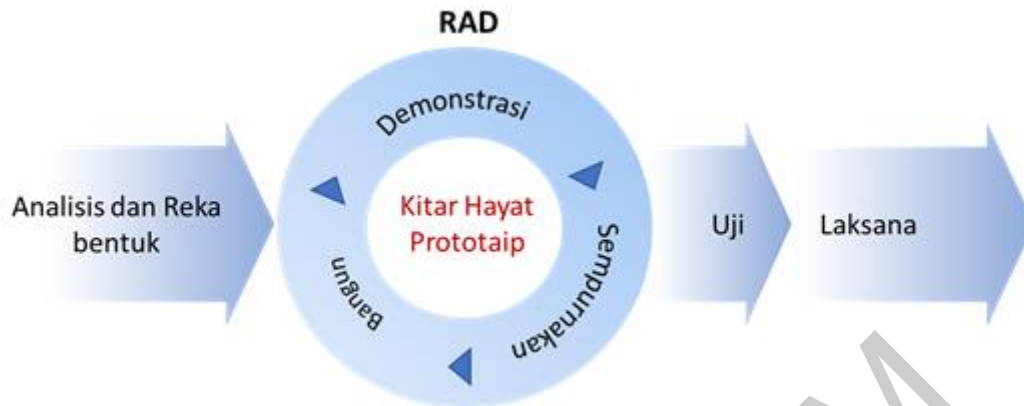 RAD
Analisis dan Reka
bentuk
Demonstrasi
Kitar Hayat
Prototaip
Bangun
Sempurnakan
Uji
Laksana
M